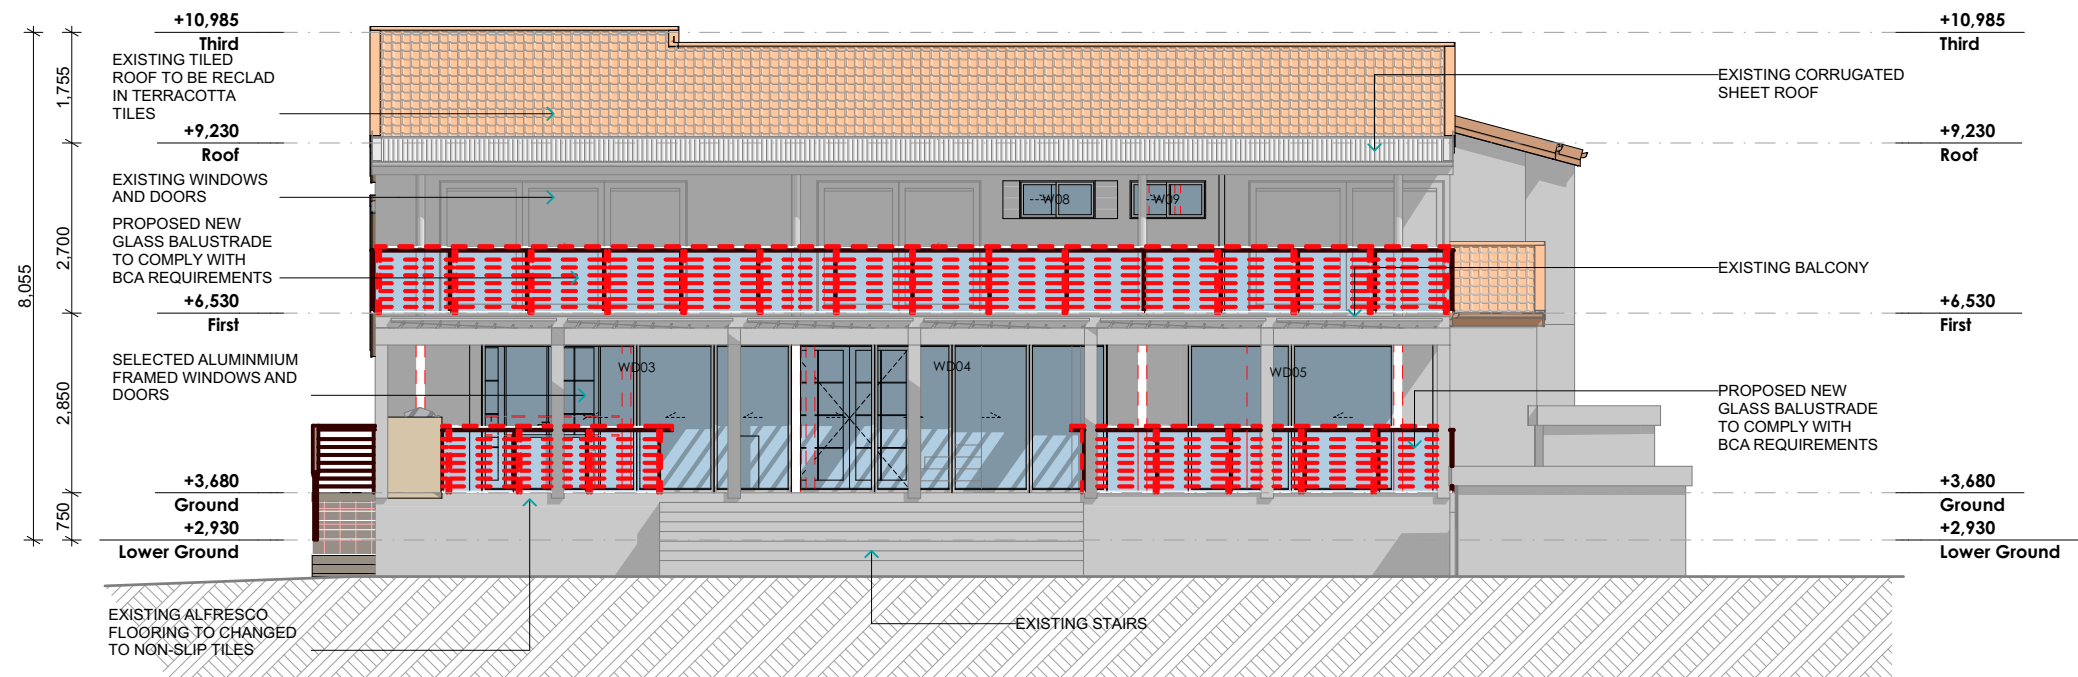 +10,985
Third
EXISTING TILED
ROOF TO BE RECLAD
IN TERRACOTTA
TILES
+9,230
Roof
EXISTING WINDOWS
AND DOORS
PROPOSED NEW
GLASS BALUSTRADE
TO COMPLY WITH
BCA REQUIREMENTS
+6,530
First
SELECTED ALUMINMIUM
FRAMED WINDOWS AND
DOORS
+3,680
Ground
+2,930
Lower Ground
EXISTING ALFRESCO
FLOORING TO CHANGED
TO NON-SLIP TILES
8,055
1,755
2,700
2,850
750
W08
W09
WD03
WD04
WD05
EXISTING STAIRS
+10,985
Third
EXISTING CORRUGATED
SHEET ROOF
+9,230
Roof
EXISTING BALCONY
+6,530
First
PROPOSED NEW
GLASS BALUSTRADE
TO COMPLY WITH
BCA REQUIREMENTS
+3,680
Ground
+2,930
Lower Ground